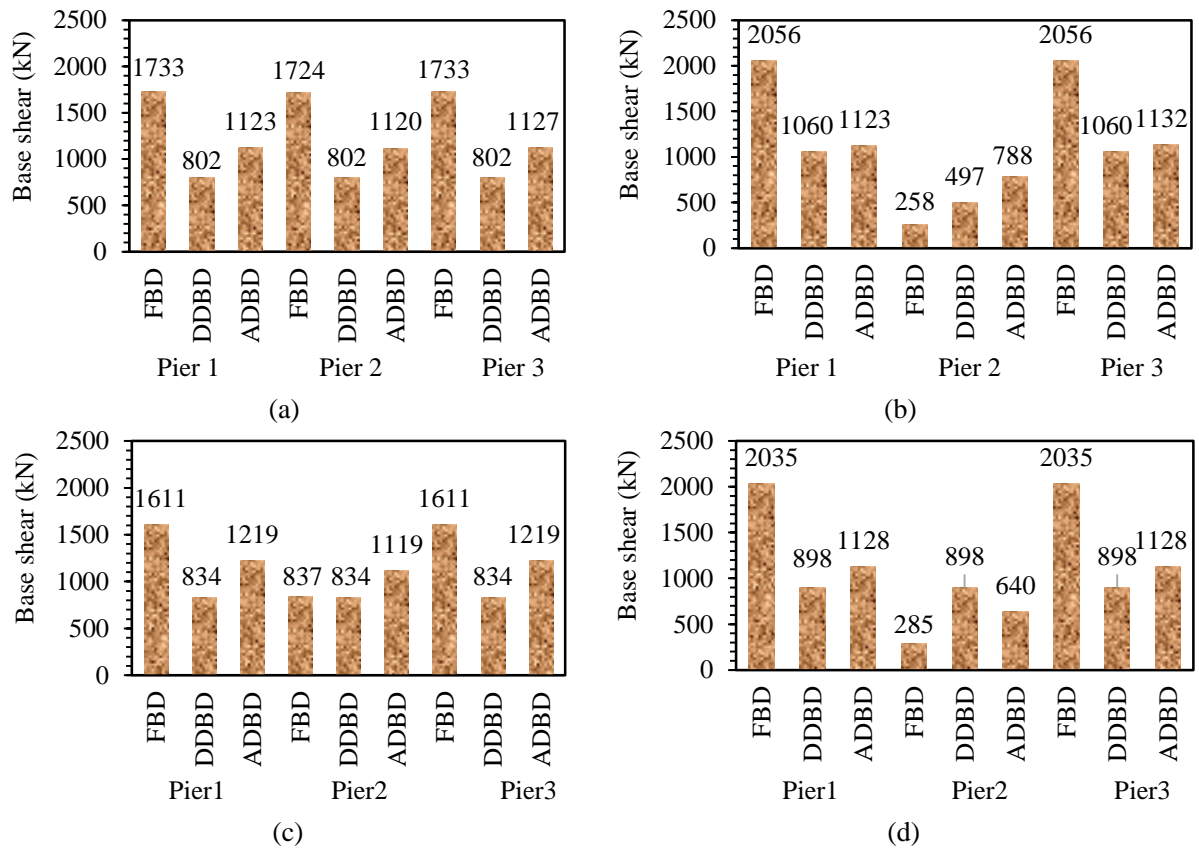 2500
2000
1500
1000
500
0
Base shear (kN)
1733
802
1123
1724
802
1120
1733
802
1127
FBD
DDBD
ADBD
FBD
DDBD
ADBD
FBD
DDBD
ADBD
Pier 1 Pier 2 Pier 3
(a)
2500
2000
1500
1000
500
0
Base shear (kN)
2056
1060
1123
258
497
788
2056
1060
1132
FBD
DDBD
ADBD
FBD
DDBD
ADBD
FBD
DDBD
ADBD
Pier 1 Pier 2 Pier 3
(b)
2500
2000
1500
1000
500
0
Base shear (kN)
1611
834
1219
837
834
1119
1611
834
1219
FBD
DDBD
ADBD
FBD
DDBD
ADBD
FBD
DDBD
ADBD
Pier1 Pier2 Pier3
(c)
2500
2000
1500
1000
500
0
Base shear (kN)
2035
898
1128
285
898
640
2035
898
1128
FBD
DDBD
ADBD
FBD
DDBD
ADBD
FBD
DDBD
ADBD
Pier1 Pier2 Pier3
(d)